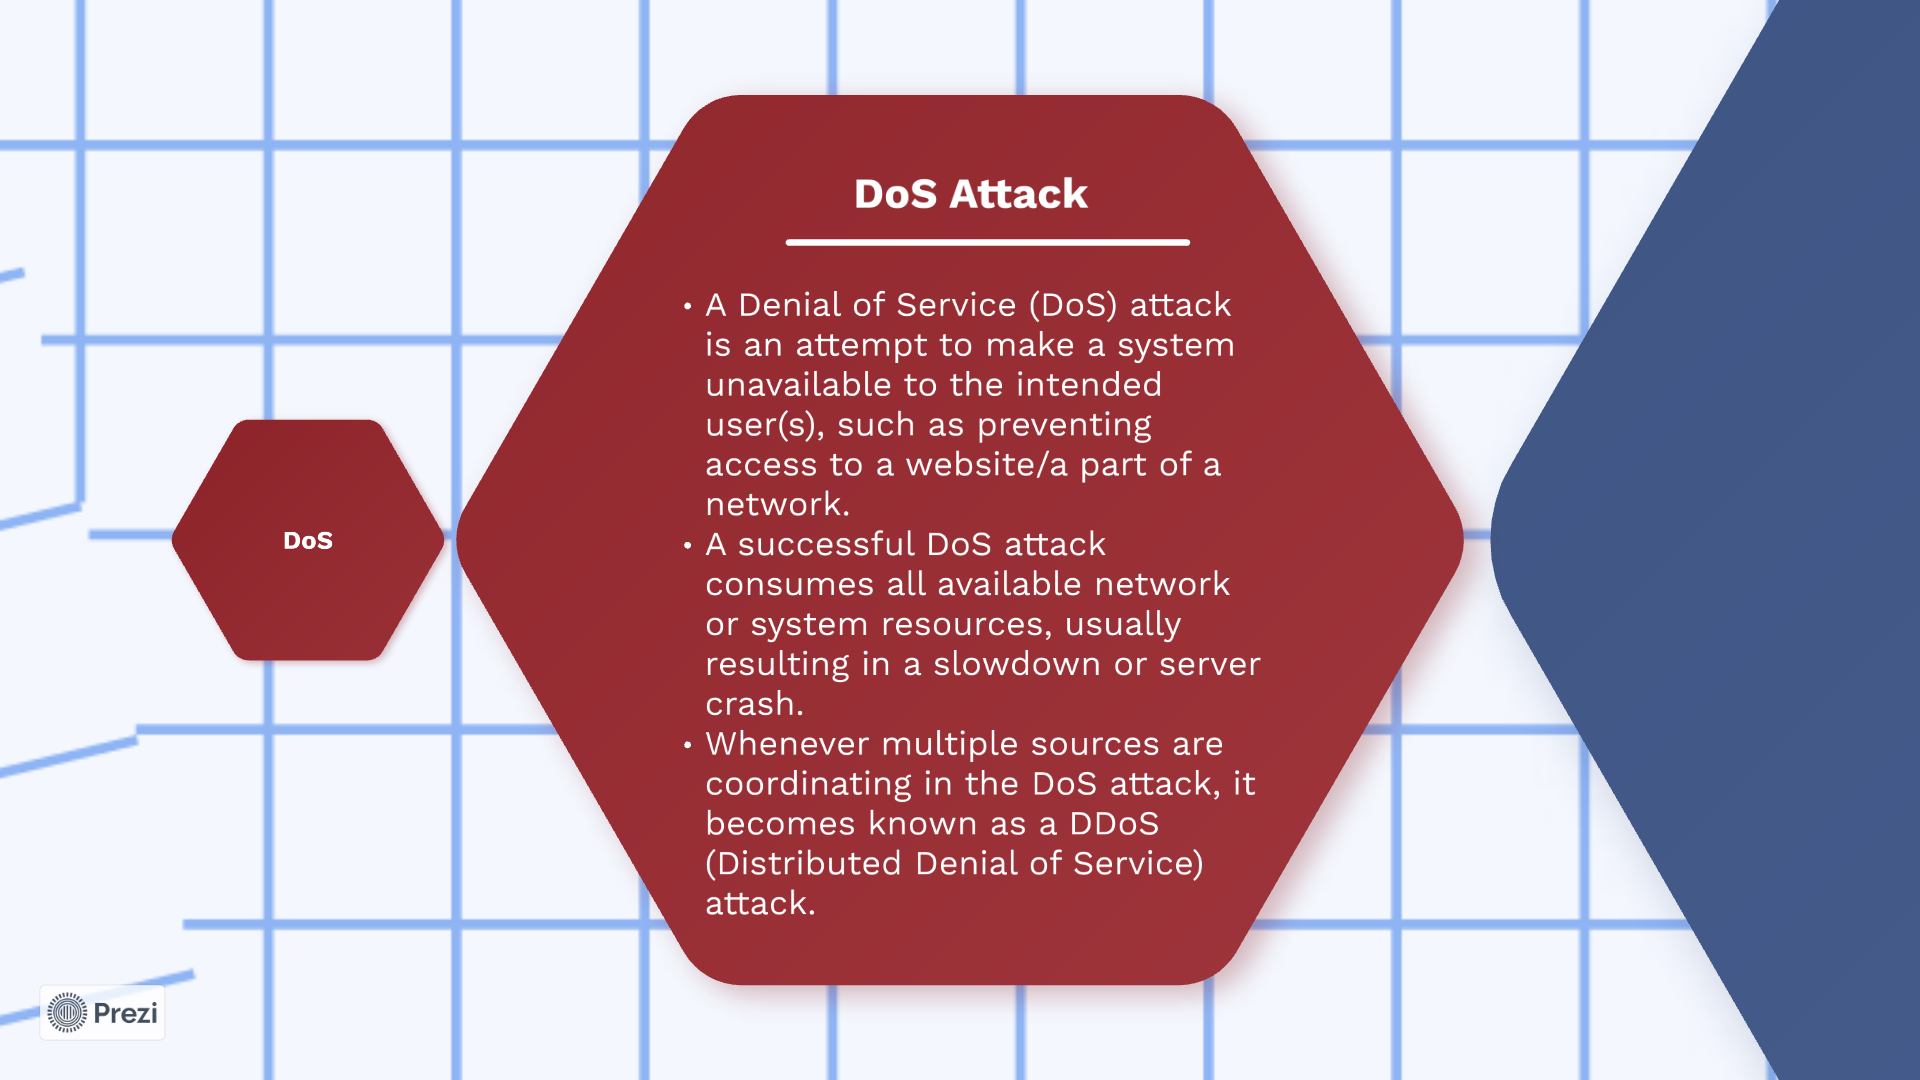 DoS Attack
• A Denial of Service (DoS) attack
is an attempt to make a system
unavailable to the intended
user(s), such as preventing
access to a website/a part of a
network.
• A successful DoS attack
consumes all available network
or system resources, usually
resulting in a slowdown or server
crash.
• Whenever multiple sources are
coordinating in the DoS attack, it
becomes known as a DDoS
(Distributed Denial of Service)
attack.
DoS
Prezi